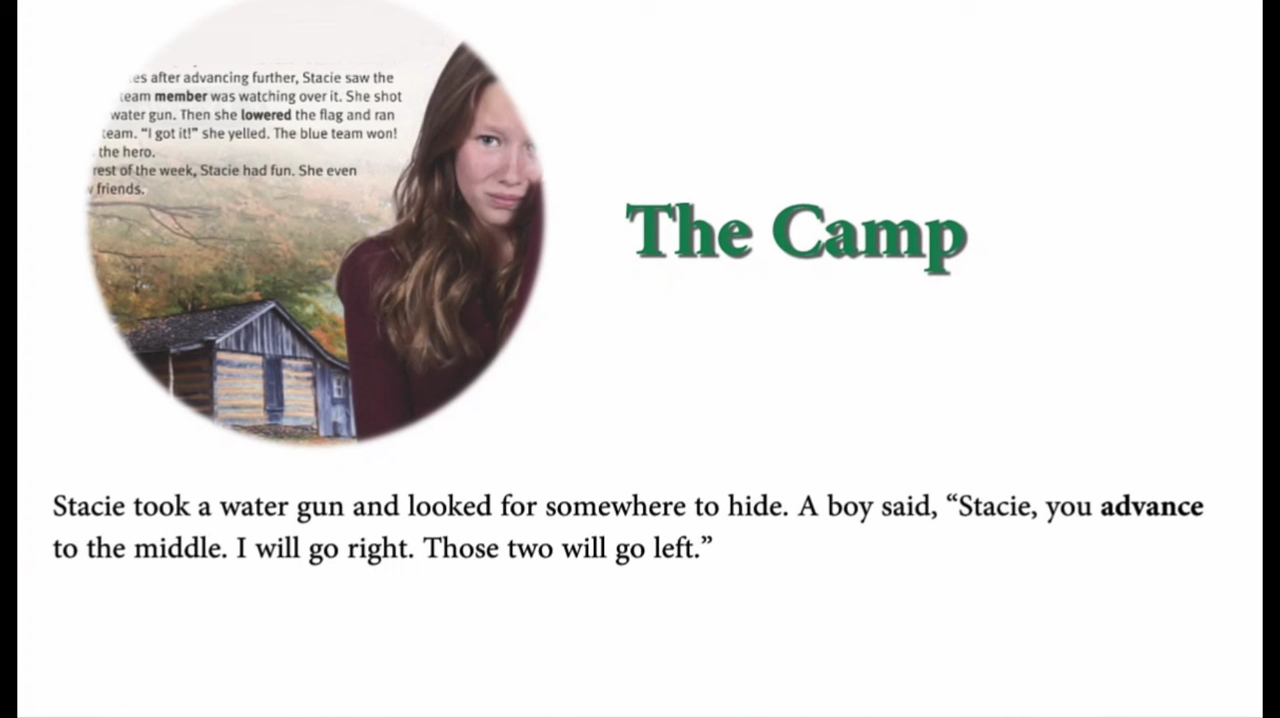 es after advancing further, Stacie saw the
team member was watching over it. She shot
water gun. Then she lowered the flag and ran
team. “I got it!” she yelled. The blue team won!
the hero.
rest of the week, Stacie had fun. She even
friends.
The Camp
Stacie took a water gun and looked for somewhere to hide. A boy said, “Stacie, you advance
to the middle. I will go right. Those two will go left.”